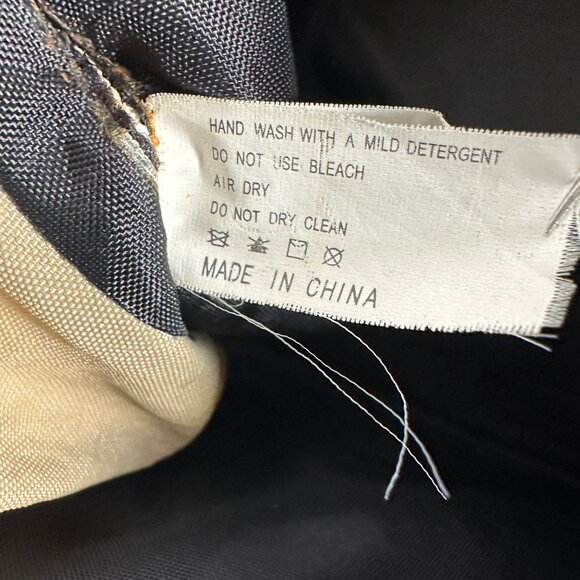 HAND WASH WITH A MILD DETERGENT
DO NOT USE BLEACH
AIR DRY
DO NOT DRY CLEAN
MADE IN CHINA